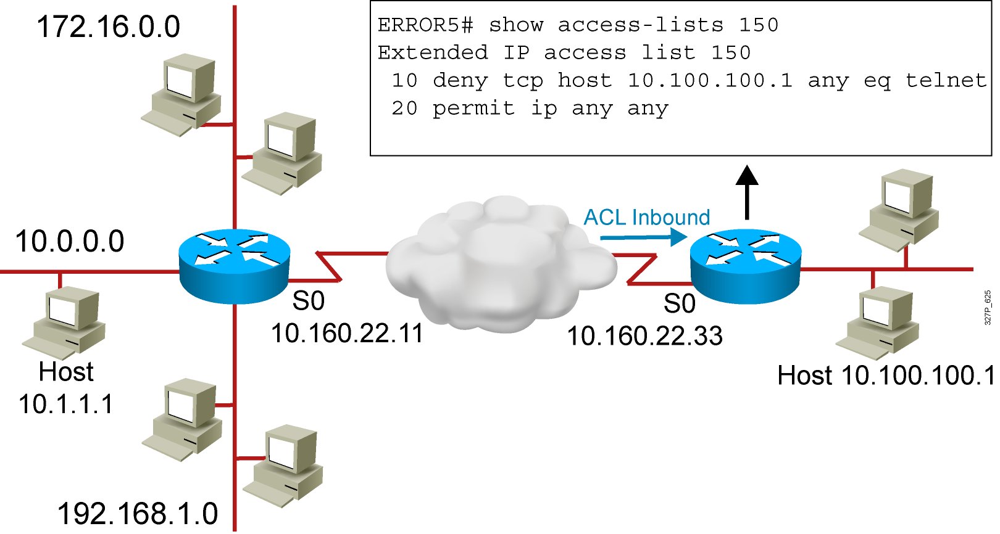 172.16.0.0
ERROR5# show access-lists 150
Extended IP access list 150
10 deny tcp host 10.100.100.1 any eq telnet
20 permit ip any any
ACL Inbound
10.0.0.0
S0
10.160.22.11
S0
10.160.22.33
327P_625
Host
10.1.1.1
Host 10.100.100.1
192.168.1.0